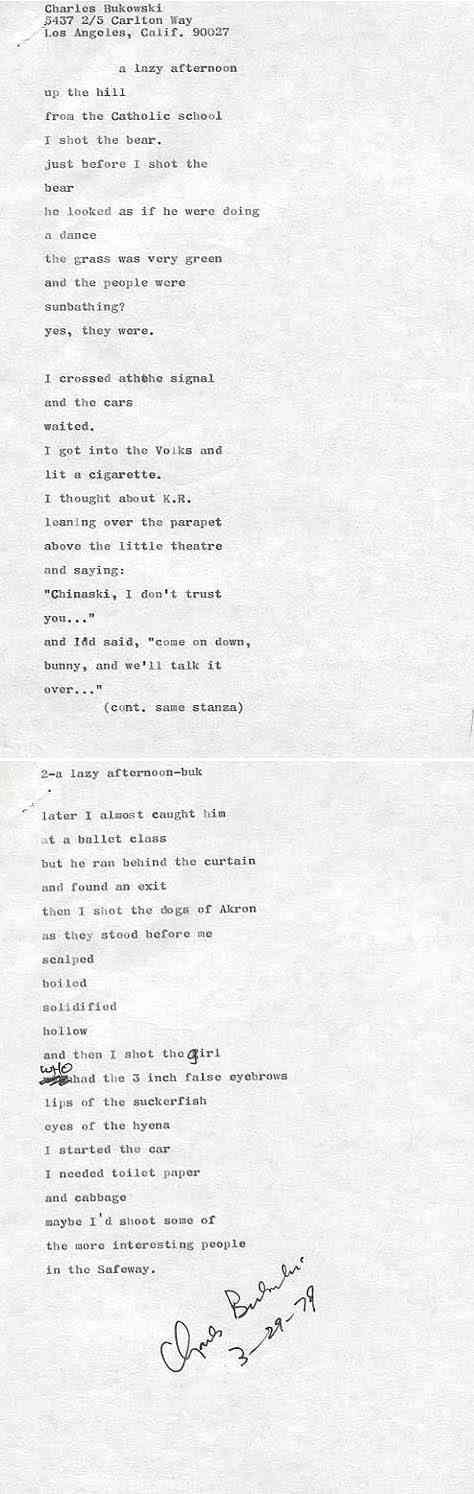 Charles Bukowski
5437 2/5 Carlton Way
Los Angeles, Calif. 90027
a lazy afternoon
up the hill
from the Catholic school
I shot the bear.
just before I shot the
bear
he looked as if he were doing
a dance
the grass was very green
and the people were
sunbathing?
yes, they were.
I crossed at the signal
and the cars
waited.
I got into the Volks and
lit a cigarette.
I thought about K.R.
leaning over the parapet
above the little theatre
and saying:
"Chinaski, I don't trust
you..."
and I'd said, "come on down,
bunny, and we'll talk it
over..."
(cont. same stanza)
2-a lazy afternoon-buk
later I almost caught him
at a ballet class
but he ran behind the curtain
and found an exit
then I shot the dogs of Akron
as they stood before me
scalped
boiled
solidified
hollow
and then I shot the girl
WHO had the 3 inch false eyebrows
lips of the suckerfish
eyes of the hyena
I started the car
I needed toilet paper
and cabbage
maybe I'd shoot some of
the more interesting people
in the Safeway.
Charles Bukowski
3-29-79